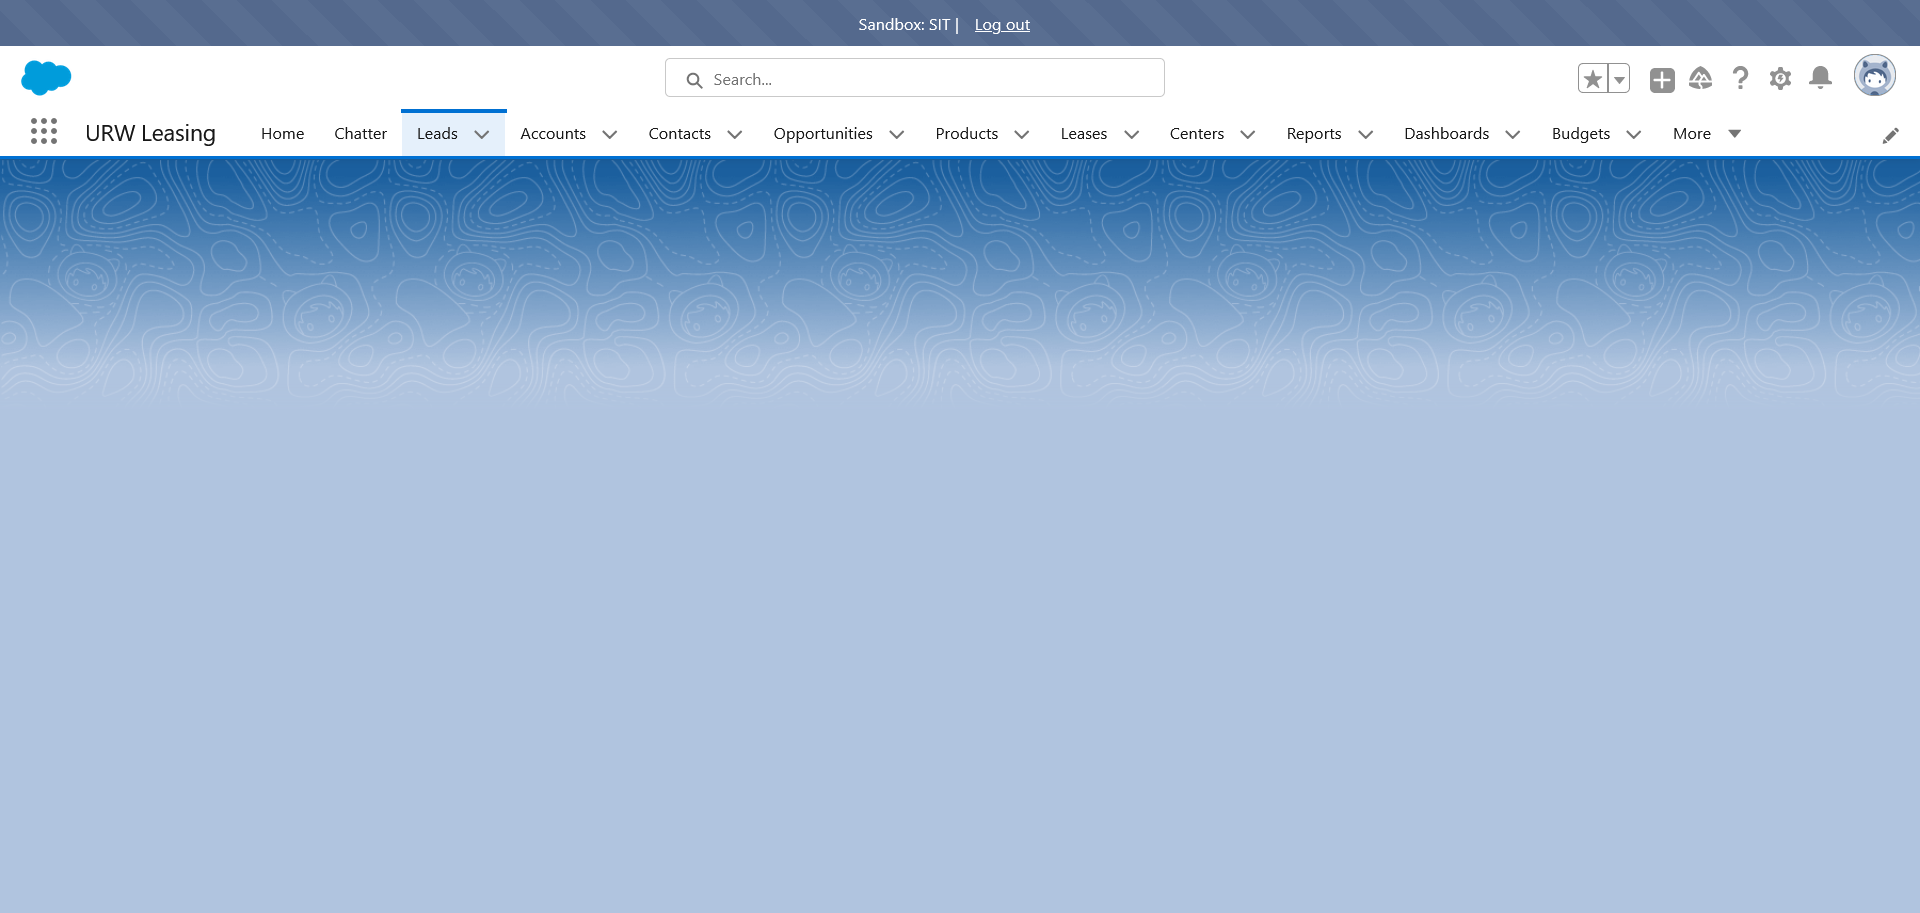 Sandbox: SIT | Log out
Search...
URW Leasing
Home Chatter Leads Accounts Contacts Opportunities Products Leases Centers Reports Dashboards Budgets More